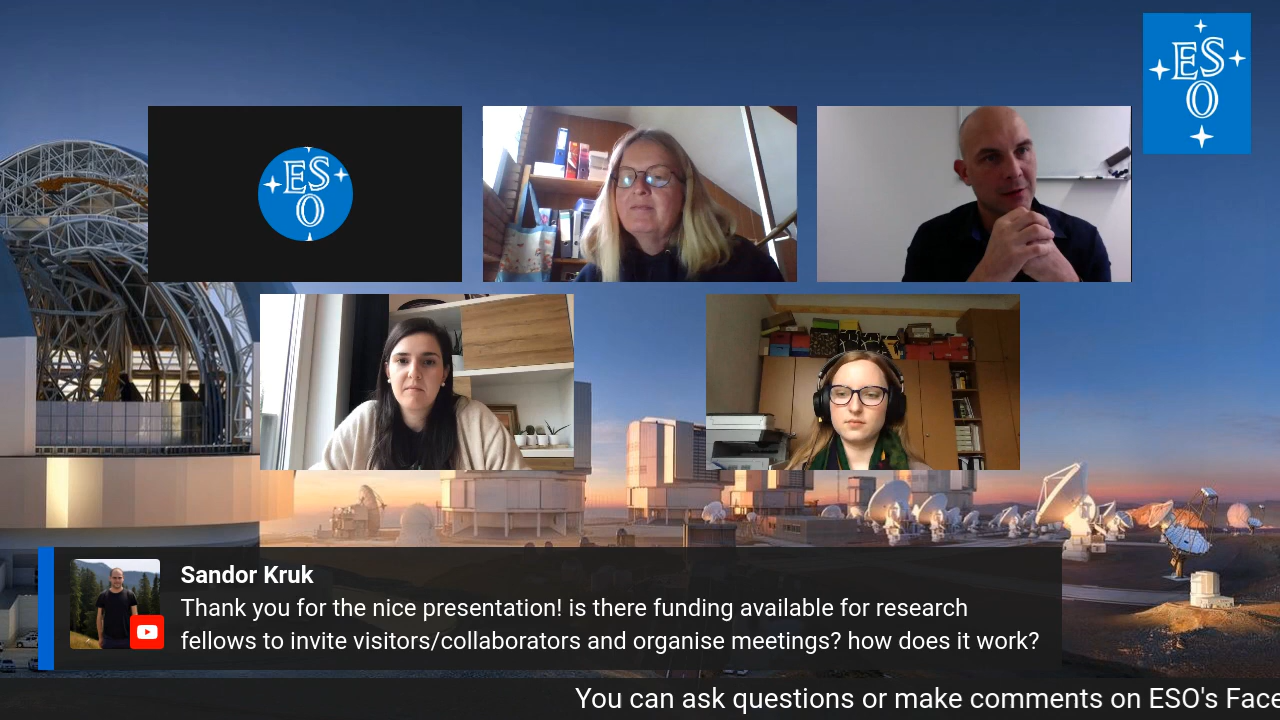 ESO
ESO
Sandor Kruk
Thank you for the nice presentation! is there funding available for research
fellows to invite visitors/collaborators and organise meetings? how does it work?
You can ask questions or make comments on ESO's Face